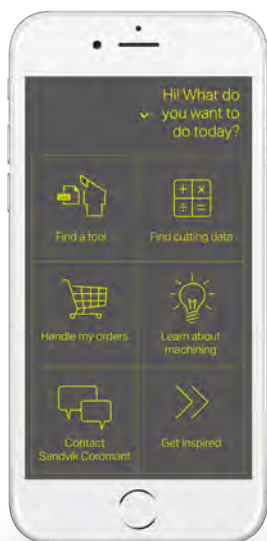 Hi! What do
you want to
do today?
Find a tool
Find cutting data
Handle my orders
Learn about
machining
Contact
Sandvik Coromant
Get inspired